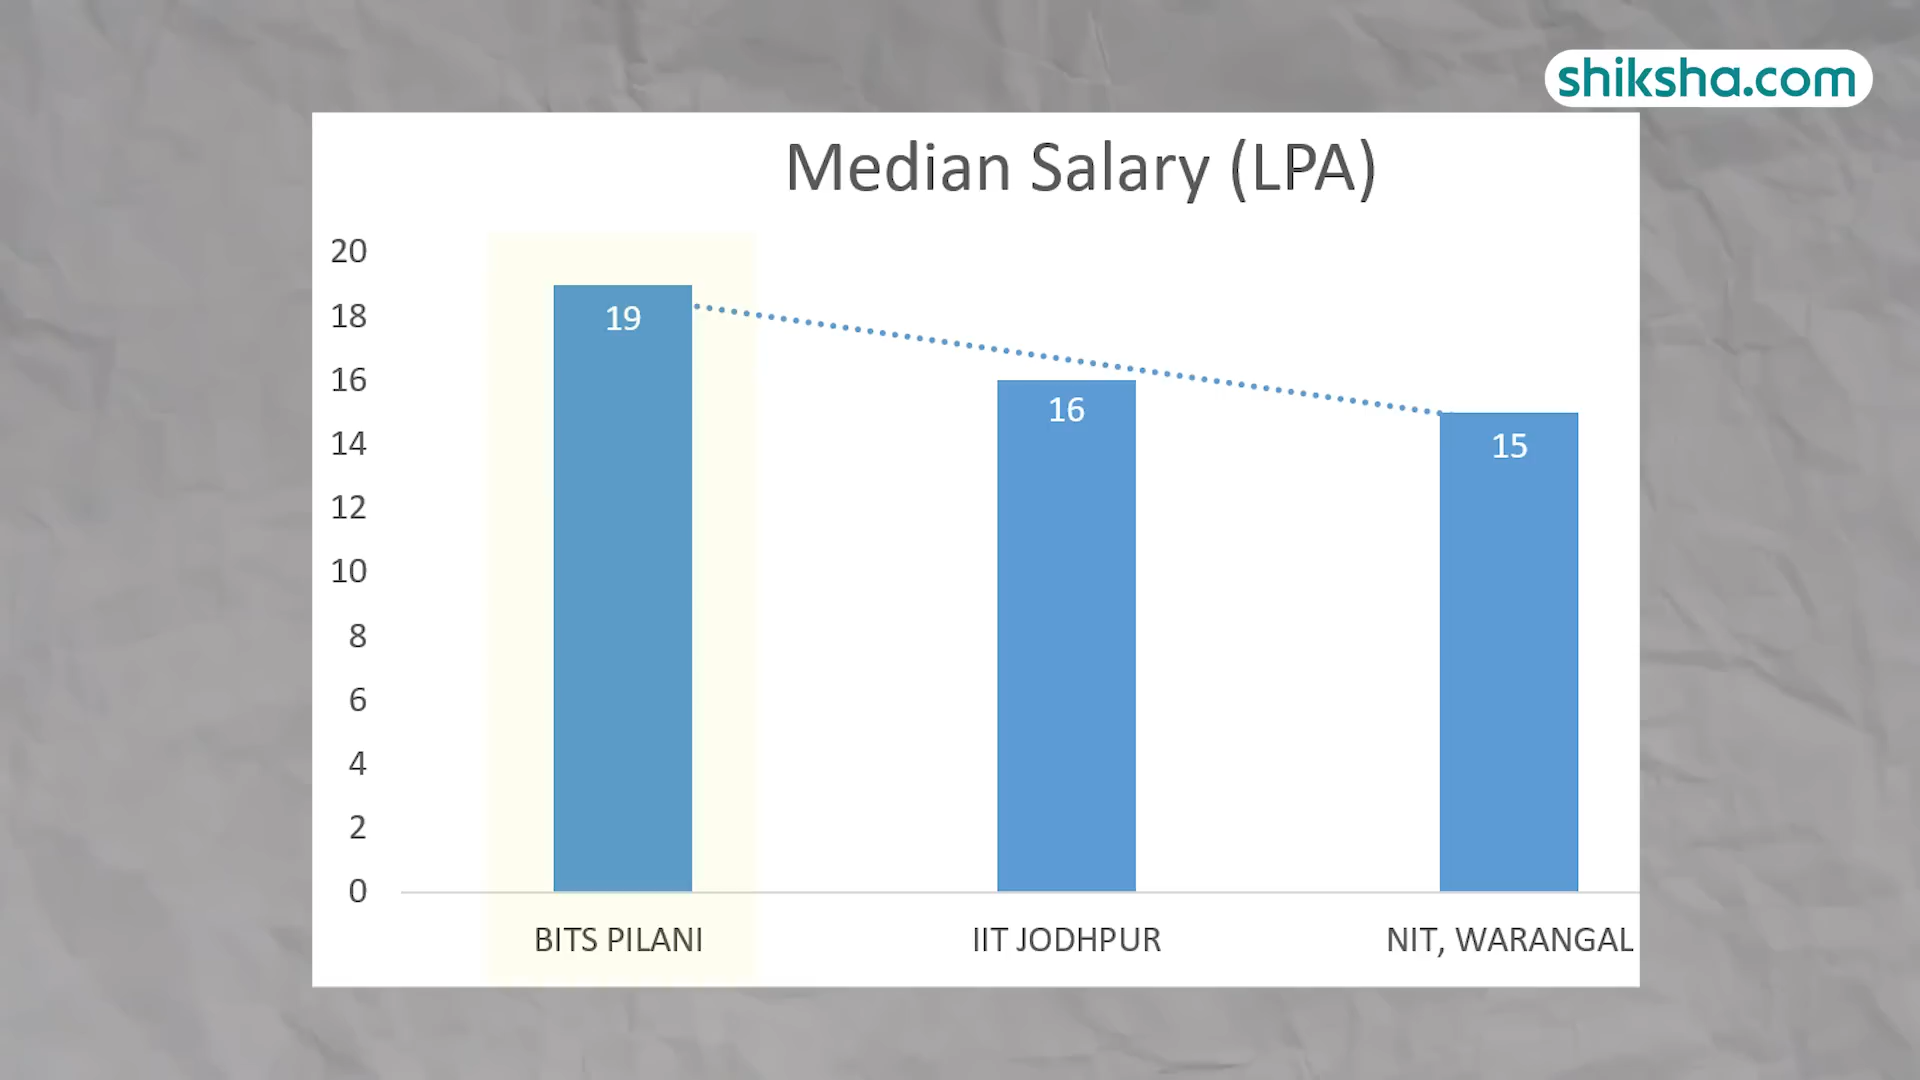 shiksha.com
Median Salary (LPA)
20
18
16
14
12
10
8
6
4
2
0
19
16
15
BITS PILANI
IIT JODHPUR
NIT, WARANGAL